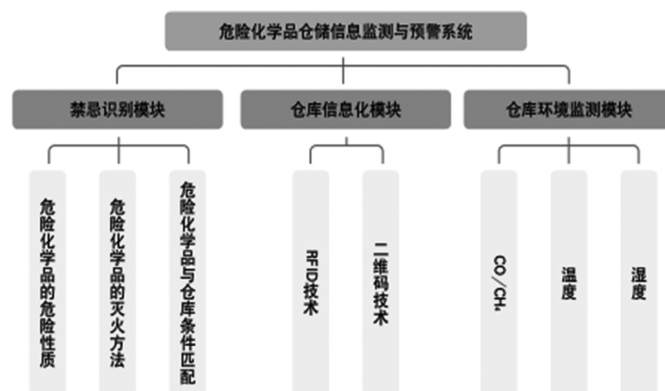 危险化学品仓储信息监测与预警系统
禁忌识别模块
仓库信息化模块
仓库环境监测模块
危险化学品的危险性质
危险化学品的灭火方法
危险化学品与仓库条件匹配
RFID技术
二维码技术
CO/CH₄
温度
湿度